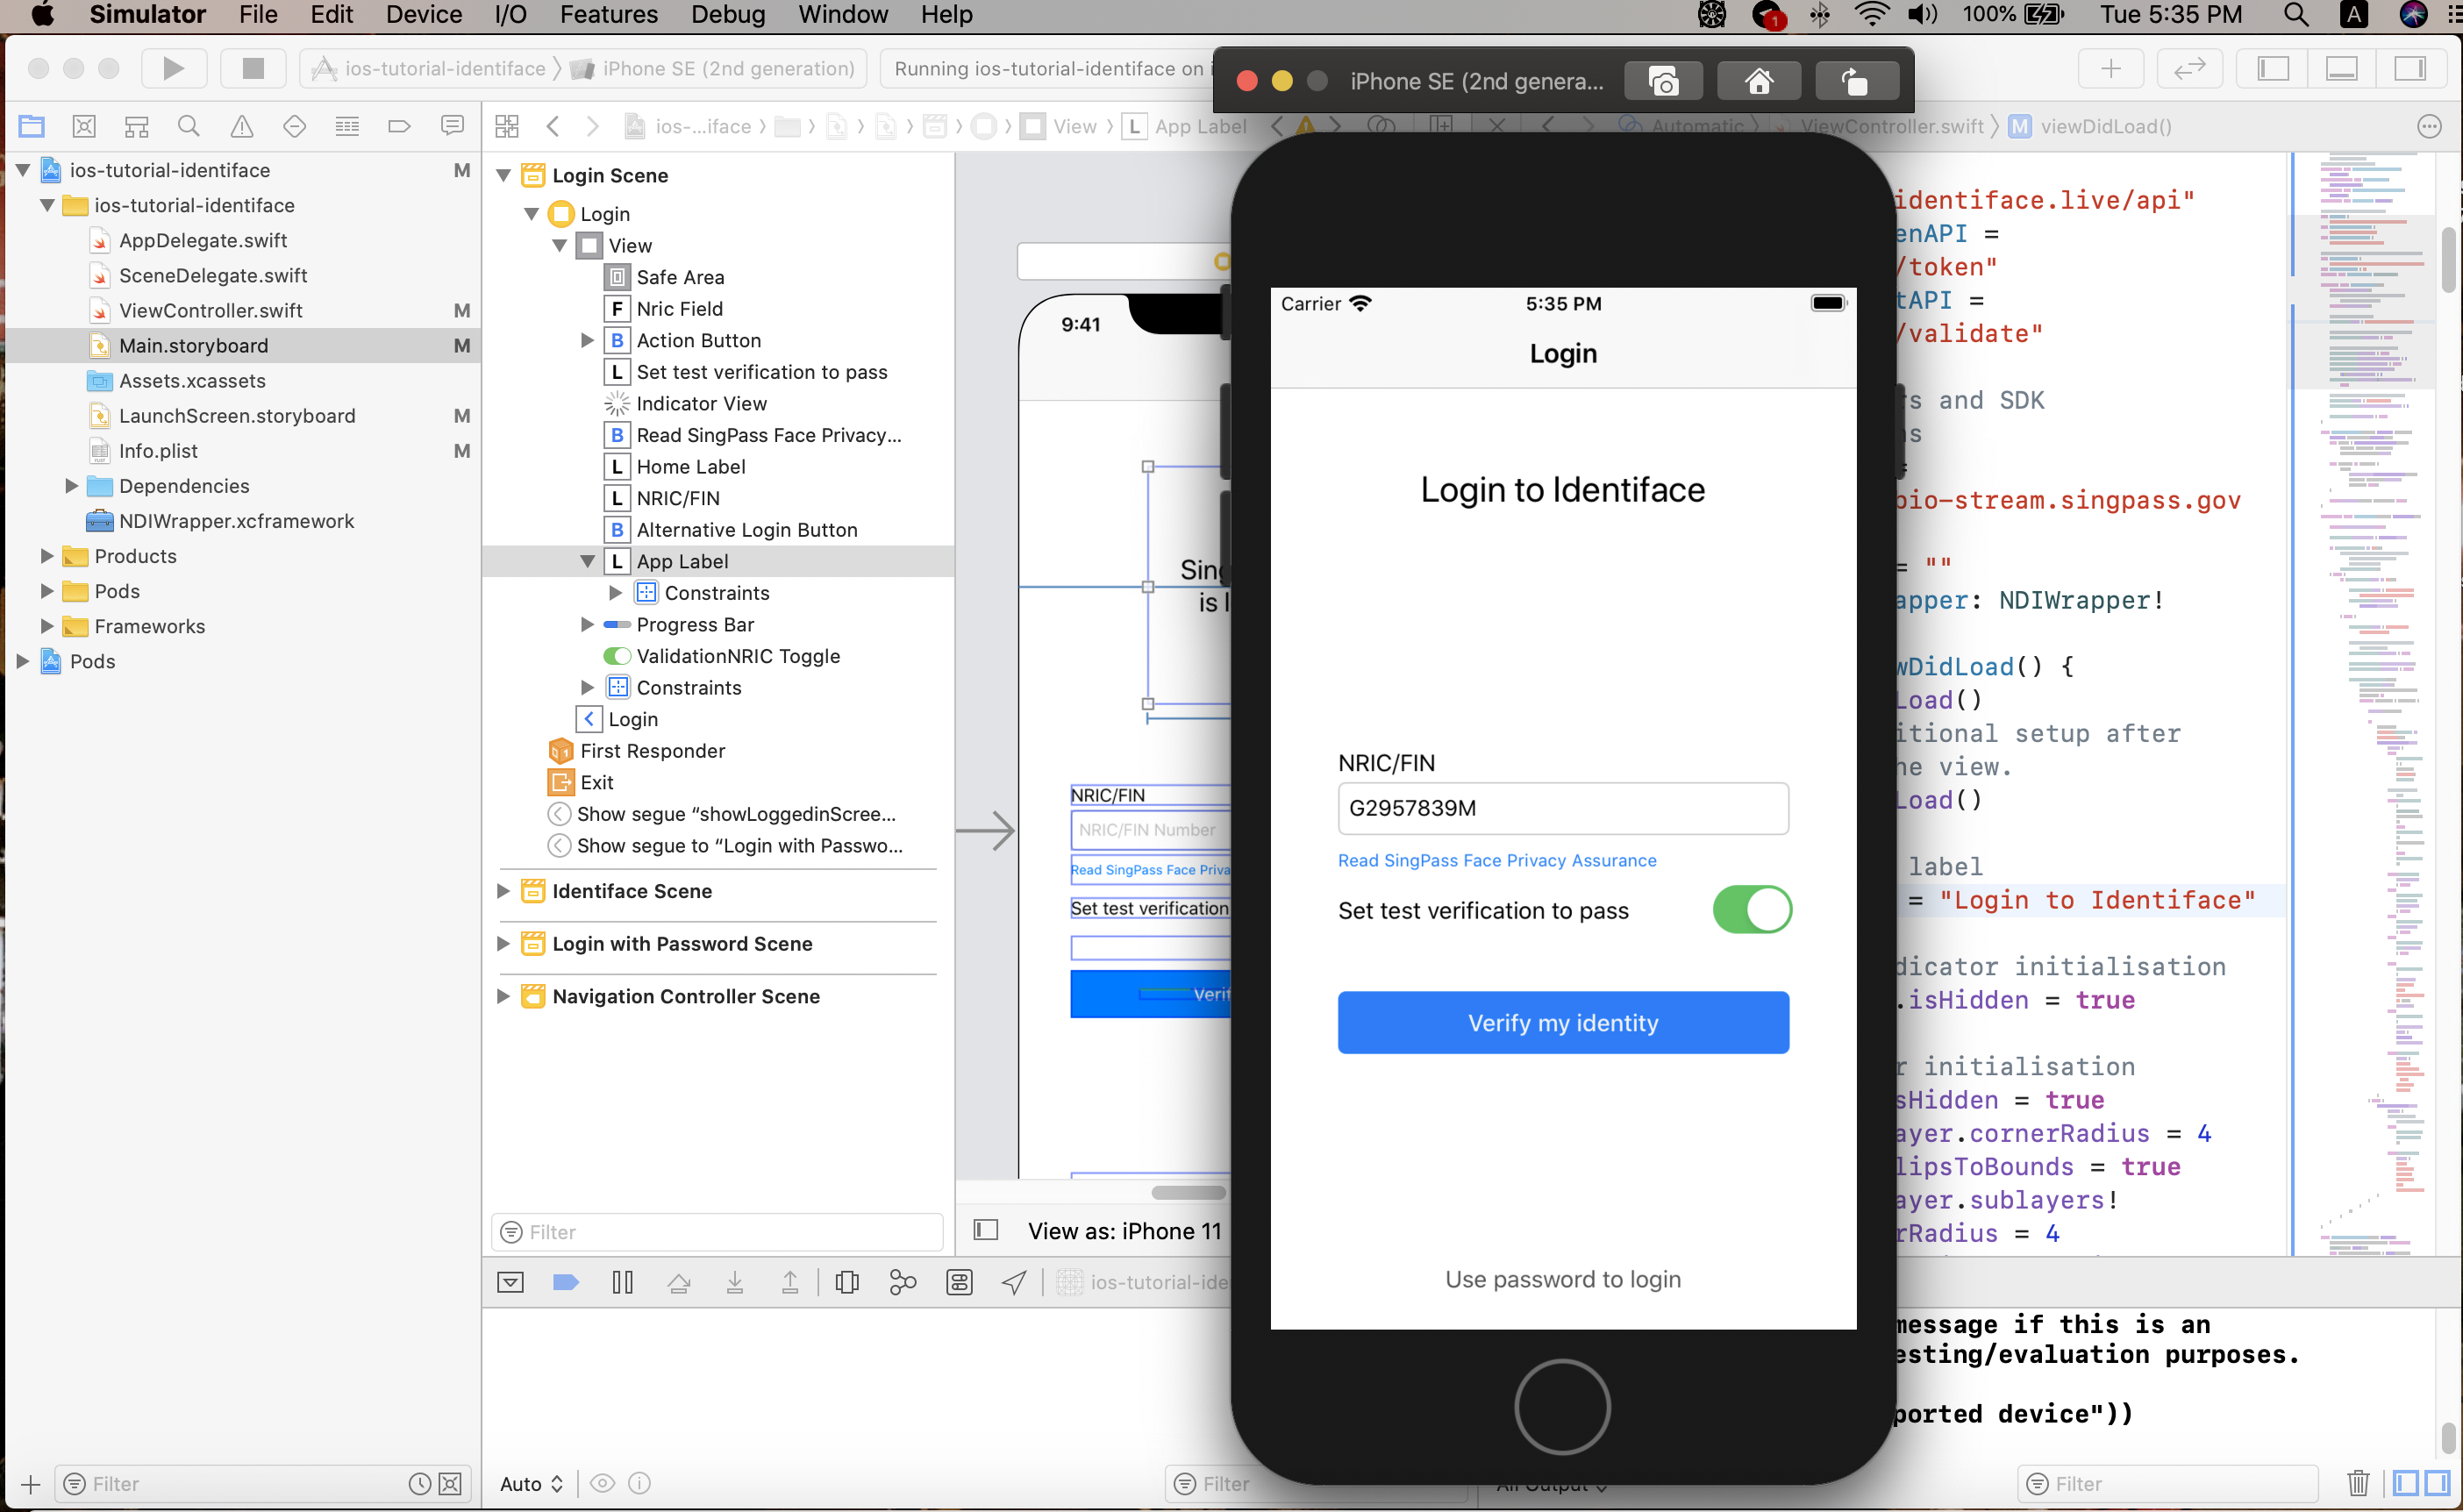 Simulator File Edit Device I/O Features Debug Window Help
1 100% Tue 5:35 PM A
ios-tutorial-identiface iPhone SE (2nd generation)
Running ios-tutorial-identiface on i
iPhone SE (2nd genera...
ios-...iface View L App Label
Automatic ViewController.swift M viewDidLoad()
ios-tutorial-identiface M
ios-tutorial-identiface
AppDelegate.swift
SceneDelegate.swift
ViewController.swift M
Main.storyboard M
Assets.xcassets
LaunchScreen.storyboard M
Info.plist M
Dependencies
NDIWrapper.xcframework
Products
Pods
Frameworks
Pods
Filter
Login Scene
Login
View
Safe Area
F Nric Field
B Action Button
L Set test verification to pass
Indicator View
B Read SingPass Face Privacy...
L Home Label
L NRIC/FIN
B Alternative Login Button
L App Label
Constraints
Progress Bar
ValidationNRIC Toggle
Constraints
Login
First Responder
Exit
Show segue “showLoggedinScree...
Show segue to “Login with Passwo...
Identiface Scene
Login with Password Scene
Navigation Controller Scene
Filter
9:41
Sing
is l
NRIC/FIN
NRIC/FIN Number
Read SingPass Face Priva
Set test verification
Verif
View as: iPhone 11
Carrier 5:35 PM
Login
Login to Identiface
NRIC/FIN
G2957839M
Read SingPass Face Privacy Assurance
Set test verification to pass
Verify my identity
Use password to login
identiface.live/api"
enAPI =
/token"
tAPI =
/validate"
rs and SDK
ns
=
bio-stream.singpass.gov
= ""
apper: NDIWrapper!
wDidLoad() {
Load()
itional setup after
he view.
Load()
label
= "Login to Identiface"
dicator initialisation
.isHidden = true
r initialisation
sHidden = true
ayer.cornerRadius = 4
lipsToBounds = true
ayer.sublayers!
rRadius = 4
ios-tutorial-ide
message if this is an
esting/evaluation purposes.
ported device"))
Auto
Filter
All Output
Filter